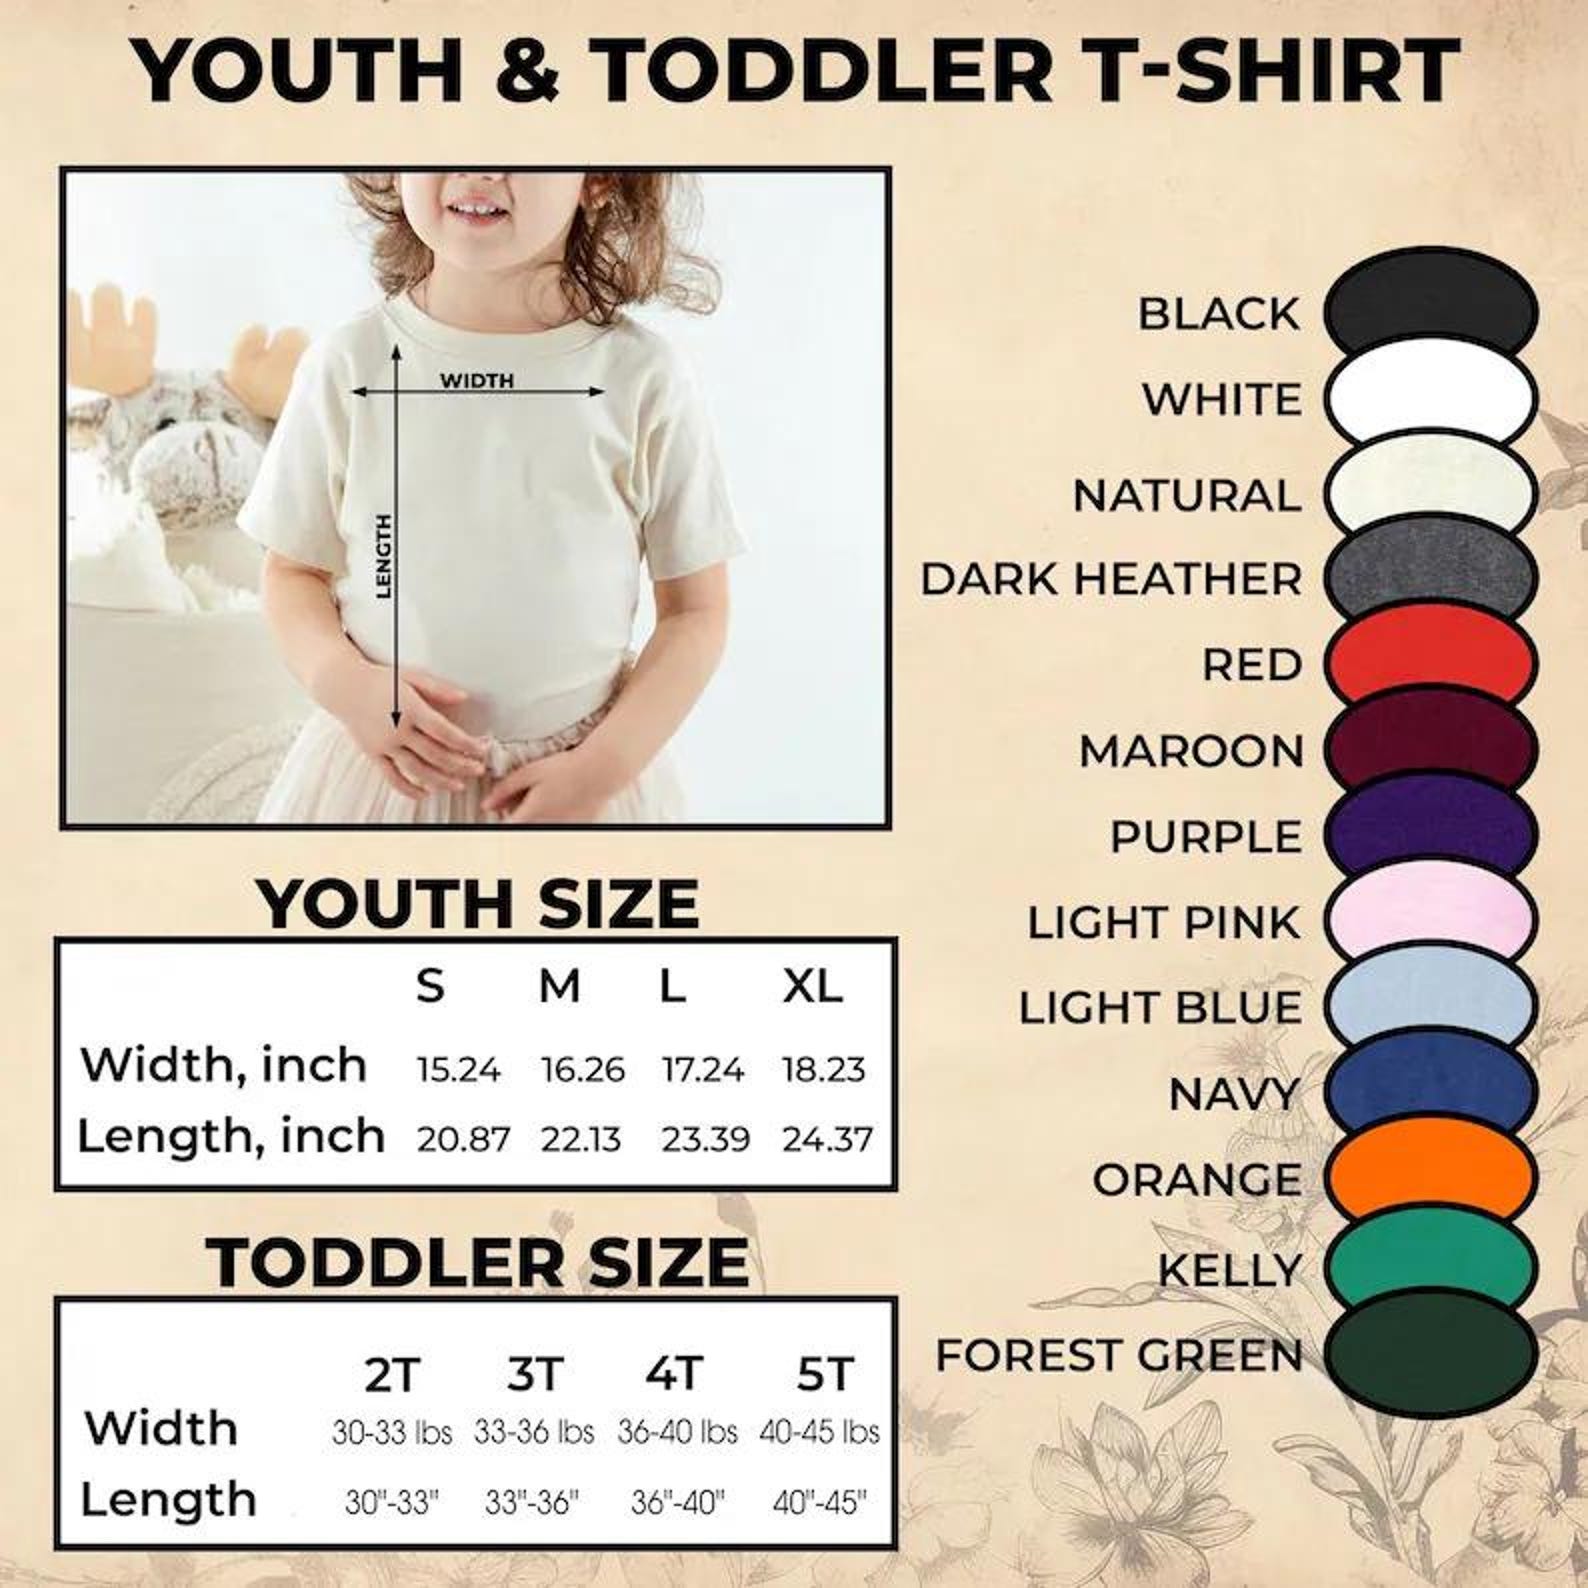 YOUTH & TODDLER T-SHIRT
WIDTH
LENGTH
BLACK
WHITE
NATURAL
DARK HEATHER
RED
MAROON
PURPLE
LIGHT PINK
LIGHT BLUE
NAVY
ORANGE
KELLY
FOREST GREEN
YOUTH SIZE
S M L XL
Width, inch 15.24 16.26 17.24 18.23
Length, inch 20.87 22.13 23.39 24.37
TODDLER SIZE
2T 3T 4T 5T
Width 30-33 lbs 33-36 lbs 36-40 lbs 40-45 lbs
Length 30"-33" 33"-36" 36"-40" 40"-45"